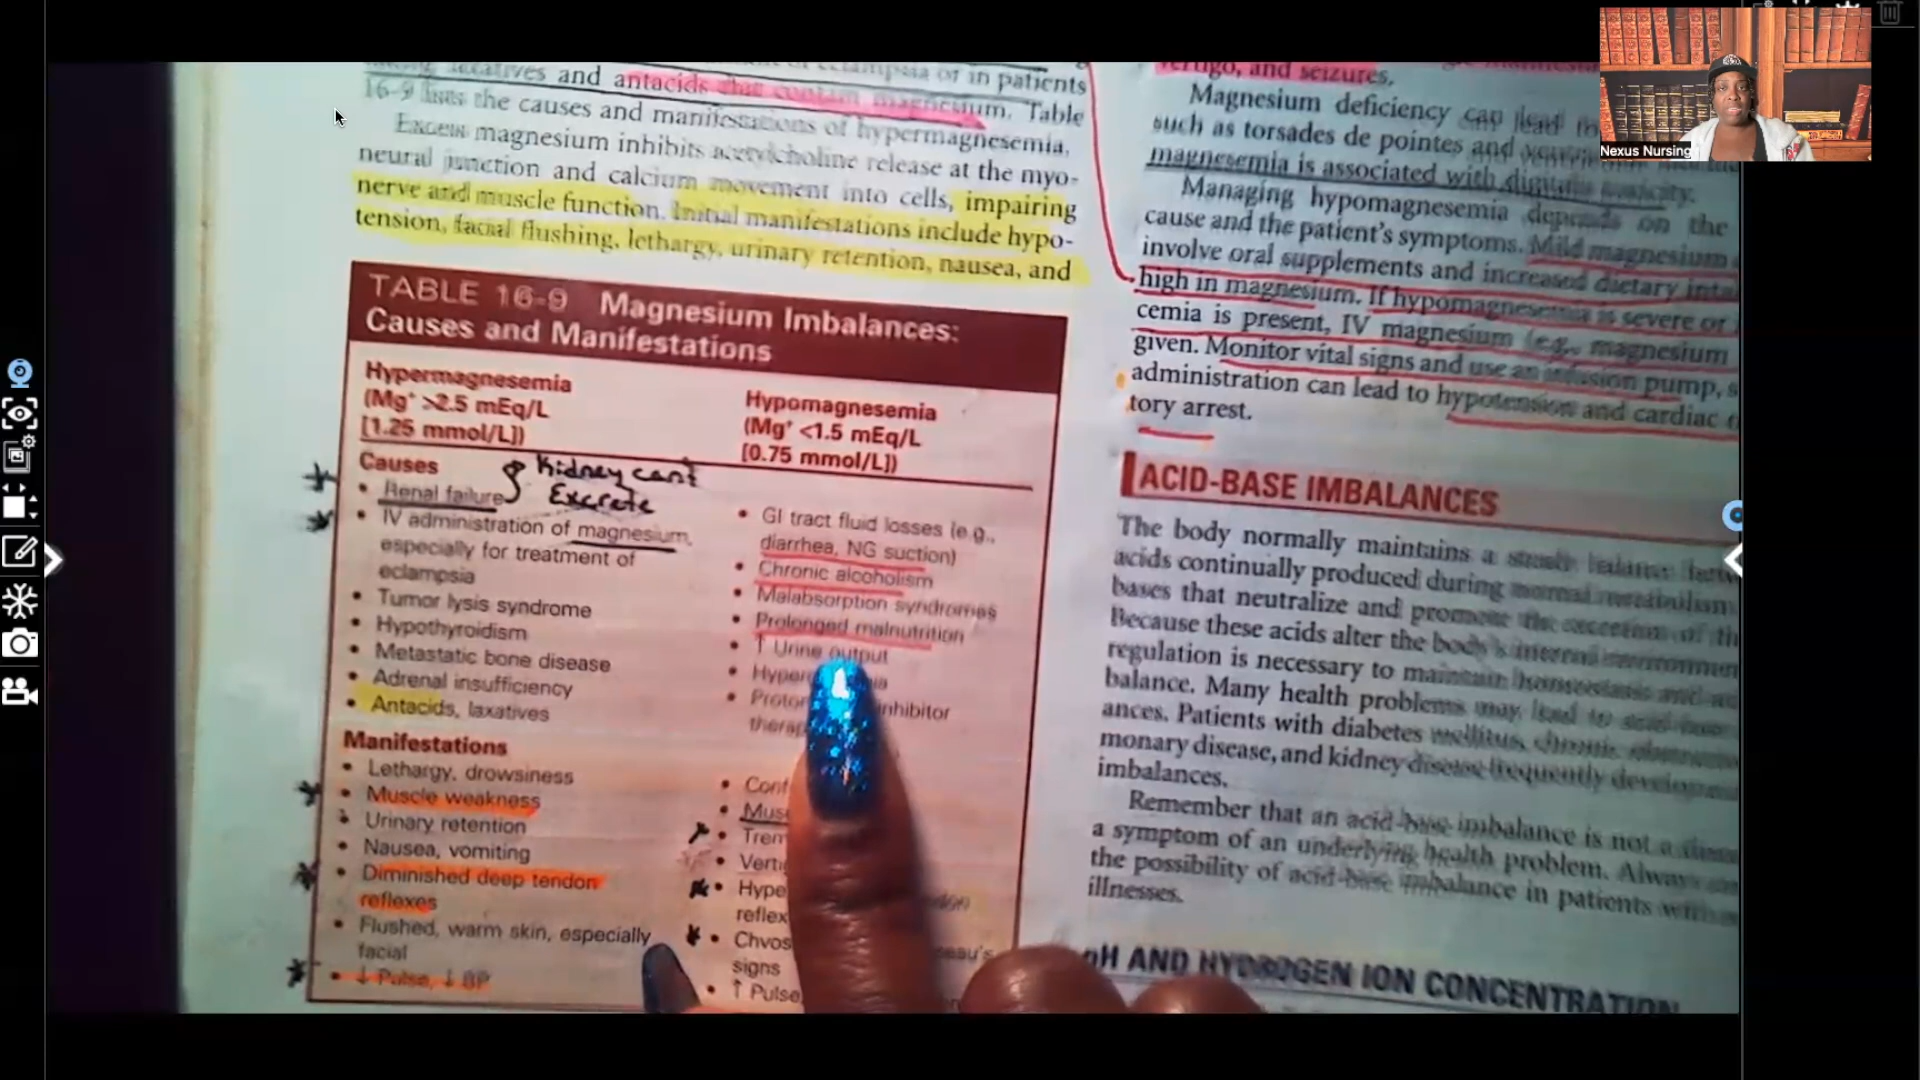 laxatives and antacids that contain magnesium. Table
16-9 lists the causes and manifestations of hypermagnesemia.
Excess magnesium inhibits acetylcholine release at the myo-
neural junction and calcium movement into cells, impairing
nerve and muscle function. Initial manifestations include hypo-
tension, facial flushing, lethargy, urinary retention, nausea, and
TABLE 16-9 Magnesium Imbalances:
Causes and Manifestations
Hypermagnesemia
(Mg+ >2.5 mEq/L
[1.25 mmol/L])
Causes
• Renal failure
Kidney can't
Excrete
• IV administration of magnesium,
especially for treatment of
eclampsia
• Tumor lysis syndrome
• Hypothyroidism
• Metastatic bone disease
• Adrenal insufficiency
• Antacids, laxatives
Manifestations
• Lethargy, drowsiness
• Muscle weakness
• Urinary retention
• Nausea, vomiting
• Diminished deep tendon
reflexes
• Flushed, warm skin, especially
facial
• ↓ Pulse, ↓ BP
Hypomagnesemia
(Mg+ <1.5 mEq/L
[0.75 mmol/L])
• GI tract fluid losses (e.g.,
diarrhea, NG suction)
• Chronic alcoholism
• Malabsorption syndromes
• Prolonged malnutrition
• ↑ Urine output
signs
• ↑ Pulse
vertigo, and seizures.
Magnesium deficiency can lead to
such as torsades de pointes and ventricular
magnesemia is associated with digitalis toxicity.
Managing hypomagnesemia depends on the
cause and the patient's symptoms. Mild magnesium
involve oral supplements and increased dietary
high in magnesium. If hypomagnesemia is severe or
cemia is present, IV magnesium (e.g., magnesium
given. Monitor vital signs and use an infusion pump,
administration can lead to hypotension and cardiac
tory arrest.
ACID-BASE IMBALANCES
The body normally maintains a
acids continually produced during normal metabolism
bases that neutralize and promote the excretion of
Because these acids alter the body's internal environment
regulation is necessary to maintain homeostasis and
balance. Many health problems may lead to
ances. Patients with diabetes mellitus, chronic
monary disease, and kidney disease frequently develop
imbalances.
Remember that an acid-base imbalance is not a
a symptom of an underlying health problem. Always
the possibility of acid-base imbalance in patients with
illnesses.
pH AND HYDROGEN ION CONCENTRATION
Nexus Nursing